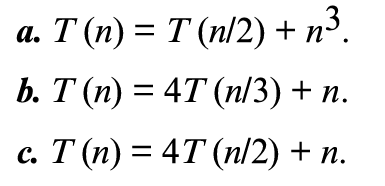 a. T(n) = T(n/2) + n³.
b. T(n) = 4T(n/3) + n.
c. T(n) = 4T(n/2) + n.